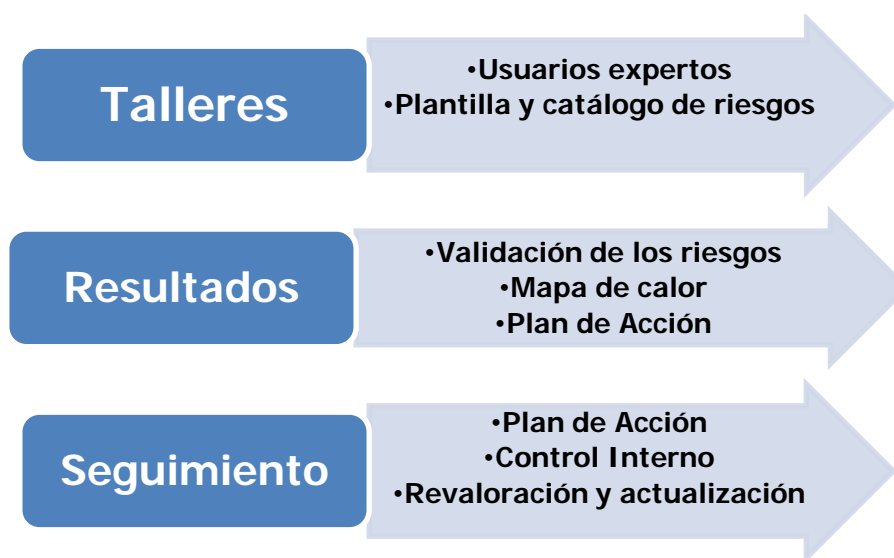 Talleres
•Usuarios expertos
•Plantilla y catálogo de riesgos
Resultados
•Validación de los riesgos
•Mapa de calor
•Plan de Acción
Seguimiento
•Plan de Acción
•Control Interno
•Revaloración y actualización